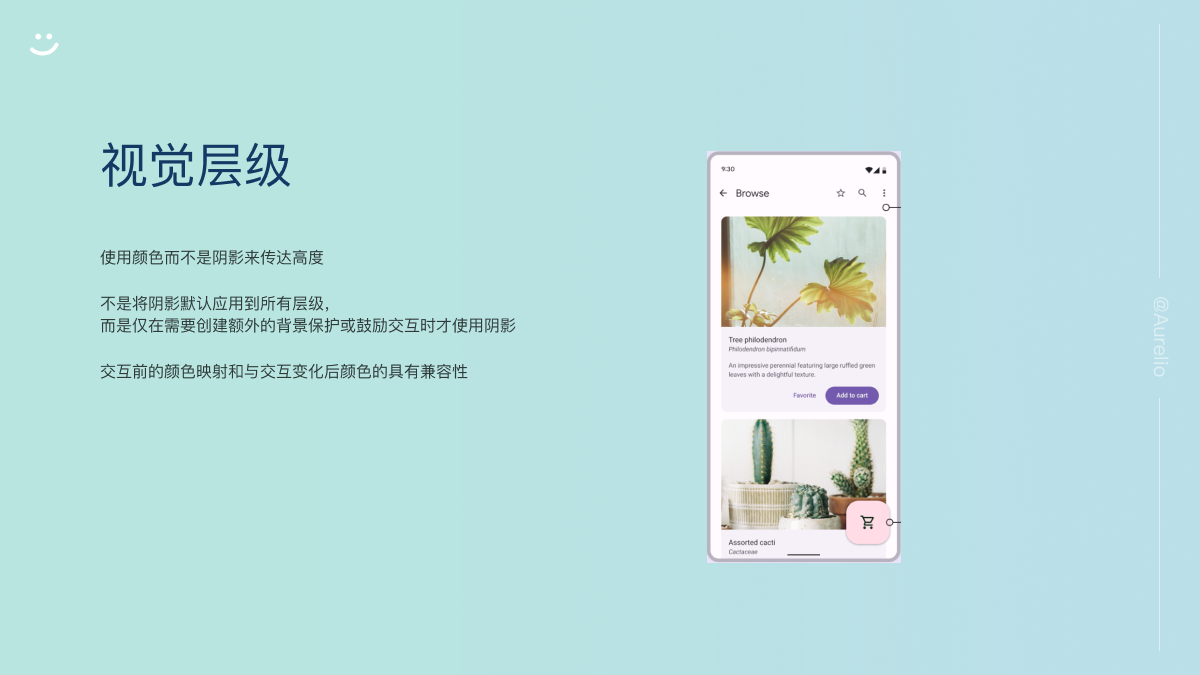 视觉层级
使用颜色而不是阴影来传达高度
不是将阴影默认应用到所有层级，
而是仅在需要创建额外的背景保护或鼓励交互时才使用阴影
交互前的颜色映射和与交互变化后颜色的具有兼容性
9:30
Browse
Tree philodendron
Philodendron bipinnatifidum
An impressive perennial featuring large ruffled green
leaves with a delightful texture.
Favorite
Add to cart
Assorted cacti
Cactaceae
@Aurelio